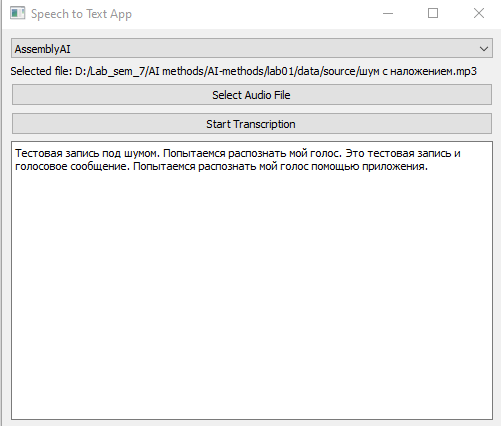 Speech to Text App
AssemblyAI
Selected file: D:/Lab_sem_7/AI methods/AI-methods/lab01/data/source/шум с наложением.mp3
Select Audio File
Start Transcription
Тестовая запись под шумом. Попытаемся распознать мой голос. Это тестовая запись и
голосовое сообщение. Попытаемся распознать мой голос помощью приложения.